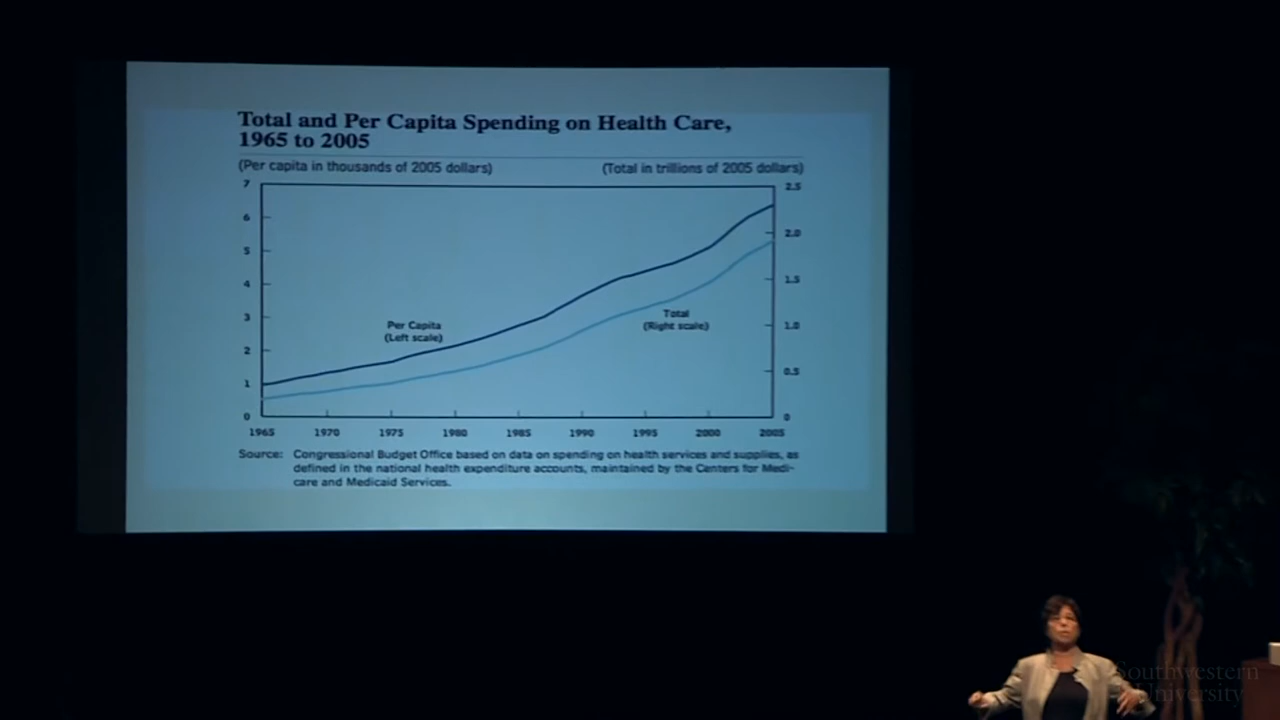 Total and Per Capita Spending on Health Care,
1965 to 2005
(Per capita in thousands of 2005 dollars) (Total in trillions of 2005 dollars)
7 2.5
6
2.0
5
4 1.5
3 1.0
Per Capita
(Left scale)
Total
(Right scale)
2
0.5
1
0 0
1965 1970 1975 1980 1985 1990 1995 2000 2005
Source: Congressional Budget Office based on data on spending on health services and supplies, as
defined in the national health expenditure accounts, maintained by the Centers for Medi-
care and Medicaid Services.
Southwestern
University